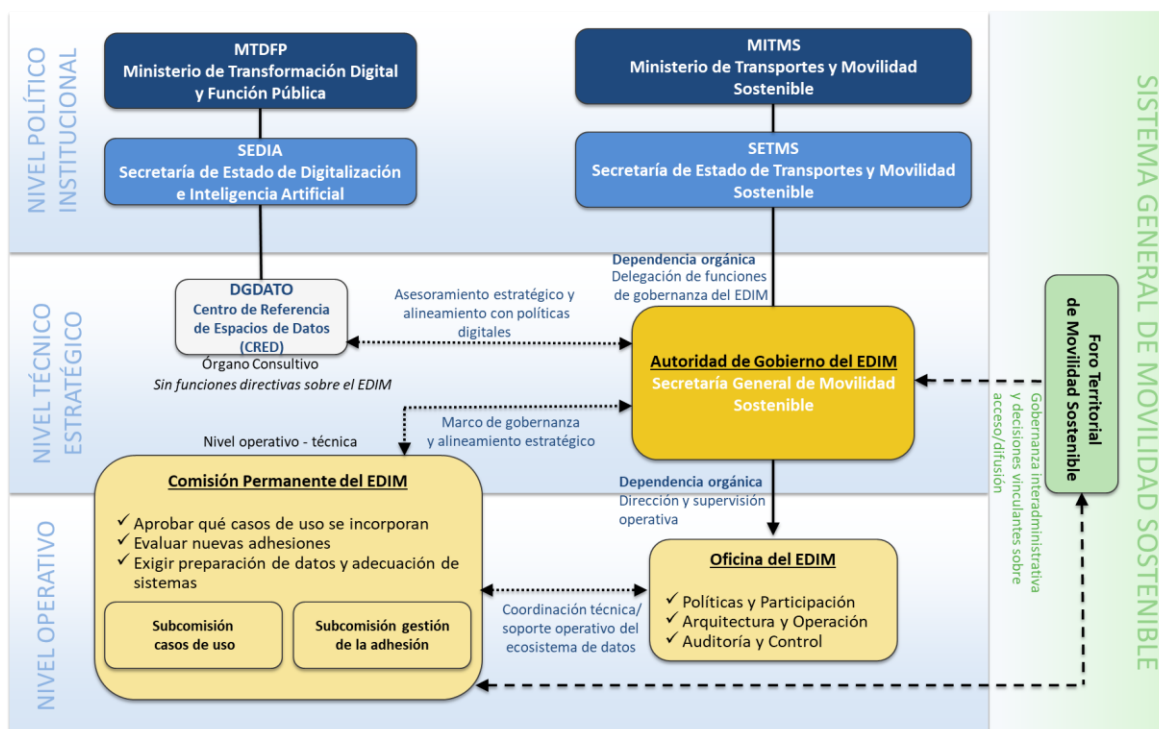 NIVEL POLÍTICO
INSTITUCIONAL
MTDFP
Ministerio de Transformación Digital
y Función Pública
MITMS
Ministerio de Transportes y Movilidad
Sostenible
SEDIA
Secretaría de Estado de Digitalización
e Inteligencia Artificial
SETMS
Secretaría de Estado de Transportes y Movilidad
Sostenible
NIVEL TÉCNICO
ESTRATÉGICO
Dependencia orgánica
Delegación de funciones
de gobernanza del EDIM
DGDATO
Centro de Referencia
de Espacios de Datos
(CRED)
Órgano Consultivo
Sin funciones directivas sobre el EDIM
Asesoramiento estratégico y
alineamiento con políticas
digitales
Autoridad de Gobierno del EDIM
Secretaría General de Movilidad
Sostenible
Marco de gobernanza
y alineamiento estratégico
Nivel operativo - técnica
Comisión Permanente del EDIM
✓ Aprobar qué casos de uso se incorporan
✓ Evaluar nuevas adhesiones
✓ Exigir preparación de datos y adecuación de
sistemas
Subcomisión
casos de uso
Subcomisión gestión
de la adhesión
Dependencia orgánica
Dirección y supervisión
operativa
NIVEL OPERATIVO
Coordinación técnica/
soporte operativo del
ecosistema de datos
Oficina del EDIM
✓ Políticas y Participación
✓ Arquitectura y Operación
✓ Auditoría y Control
Foro Territorial
de Movilidad Sostenible
Gobernanza interadministrativa
y decisiones vinculantes sobre
acceso/difusión
SISTEMA GENERAL DE MOVILIDAD SOSTENIBLE